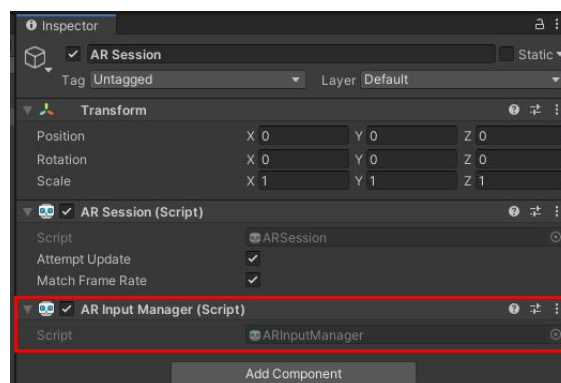 Inspector
AR Session Static
Tag Untagged Layer Default
Transform
Position X 0 Y 0 Z 0
Rotation X 0 Y 0 Z 0
Scale X 1 Y 1 Z 1
AR Session (Script)
Script ARSession
Attempt Update
Match Frame Rate
AR Input Manager (Script)
Script ARInputManager
Add Component